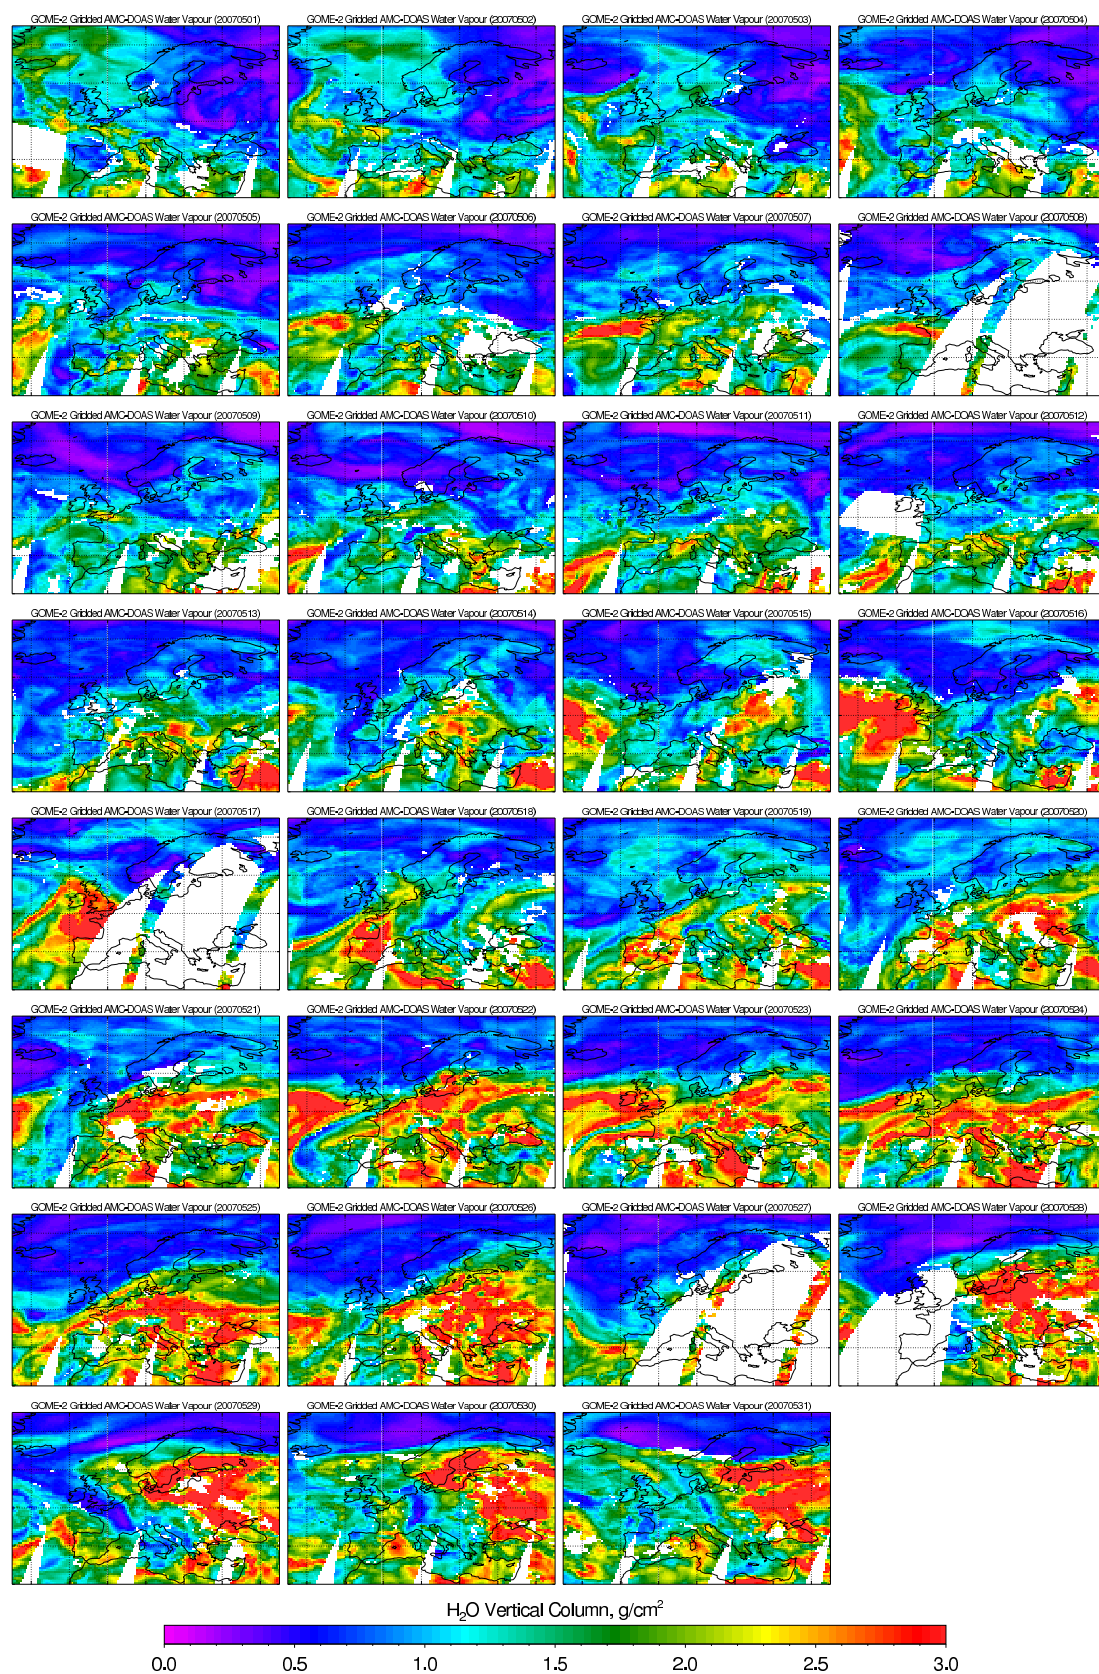 GOME-2 Gridded AMC-DOAS Water Vapour (20070501)
GOME-2 Gridded AMC-DOAS Water Vapour (20070502)
GOME-2 Gridded AMC-DOAS Water Vapour (20070503)
GOME-2 Gridded AMC-DOAS Water Vapour (20070504)
GOME-2 Gridded AMC-DOAS Water Vapour (20070505)
GOME-2 Gridded AMC-DOAS Water Vapour (20070506)
GOME-2 Gridded AMC-DOAS Water Vapour (20070507)
GOME-2 Gridded AMC-DOAS Water Vapour (20070508)
GOME-2 Gridded AMC-DOAS Water Vapour (20070509)
GOME-2 Gridded AMC-DOAS Water Vapour (20070510)
GOME-2 Gridded AMC-DOAS Water Vapour (20070511)
GOME-2 Gridded AMC-DOAS Water Vapour (20070512)
GOME-2 Gridded AMC-DOAS Water Vapour (20070513)
GOME-2 Gridded AMC-DOAS Water Vapour (20070514)
GOME-2 Gridded AMC-DOAS Water Vapour (20070515)
GOME-2 Gridded AMC-DOAS Water Vapour (20070516)
GOME-2 Gridded AMC-DOAS Water Vapour (20070517)
GOME-2 Gridded AMC-DOAS Water Vapour (20070518)
GOME-2 Gridded AMC-DOAS Water Vapour (20070519)
GOME-2 Gridded AMC-DOAS Water Vapour (20070520)
GOME-2 Gridded AMC-DOAS Water Vapour (20070521)
GOME-2 Gridded AMC-DOAS Water Vapour (20070522)
GOME-2 Gridded AMC-DOAS Water Vapour (20070523)
GOME-2 Gridded AMC-DOAS Water Vapour (20070524)
GOME-2 Gridded AMC-DOAS Water Vapour (20070525)
GOME-2 Gridded AMC-DOAS Water Vapour (20070526)
GOME-2 Gridded AMC-DOAS Water Vapour (20070527)
GOME-2 Gridded AMC-DOAS Water Vapour (20070528)
GOME-2 Gridded AMC-DOAS Water Vapour (20070529)
GOME-2 Gridded AMC-DOAS Water Vapour (20070530)
GOME-2 Gridded AMC-DOAS Water Vapour (20070531)
H₂O Vertical Column, g/cm²
0.0 0.5 1.0 1.5 2.0 2.5 3.0